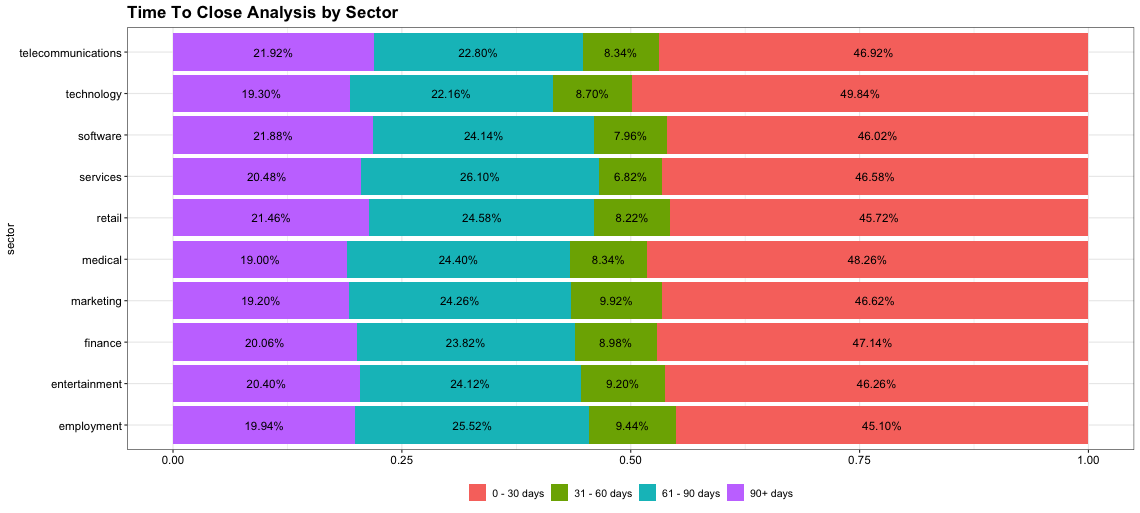 Time To Close Analysis by Sector
telecommunications 21.92% 22.80% 8.34% 46.92%
technology 19.30% 22.16% 8.70% 49.84%
software 21.88% 24.14% 7.96% 46.02%
services 20.48% 26.10% 6.82% 46.58%
retail 21.46% 24.58% 8.22% 45.72%
medical 19.00% 24.40% 8.34% 48.26%
marketing 19.20% 24.26% 9.92% 46.62%
finance 20.06% 23.82% 8.98% 47.14%
entertainment 20.40% 24.12% 9.20% 46.26%
employment 19.94% 25.52% 9.44% 45.10%
sector
0.00 0.25 0.50 0.75 1.00
0 - 30 days 31 - 60 days 61 - 90 days 90+ days